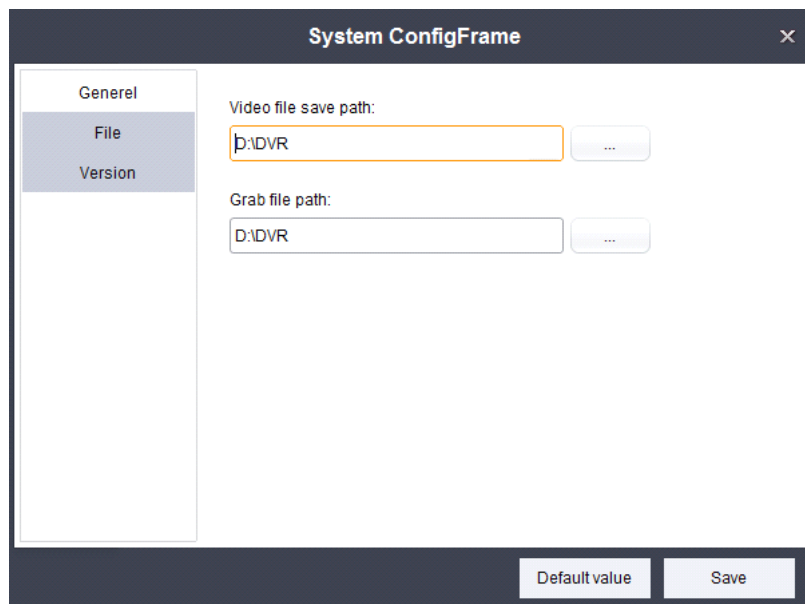 System ConfigFrame
Generel
File
Version
Video file save path:
D:\DVR
...
Grab file path:
D:\DVR
...
Default value
Save